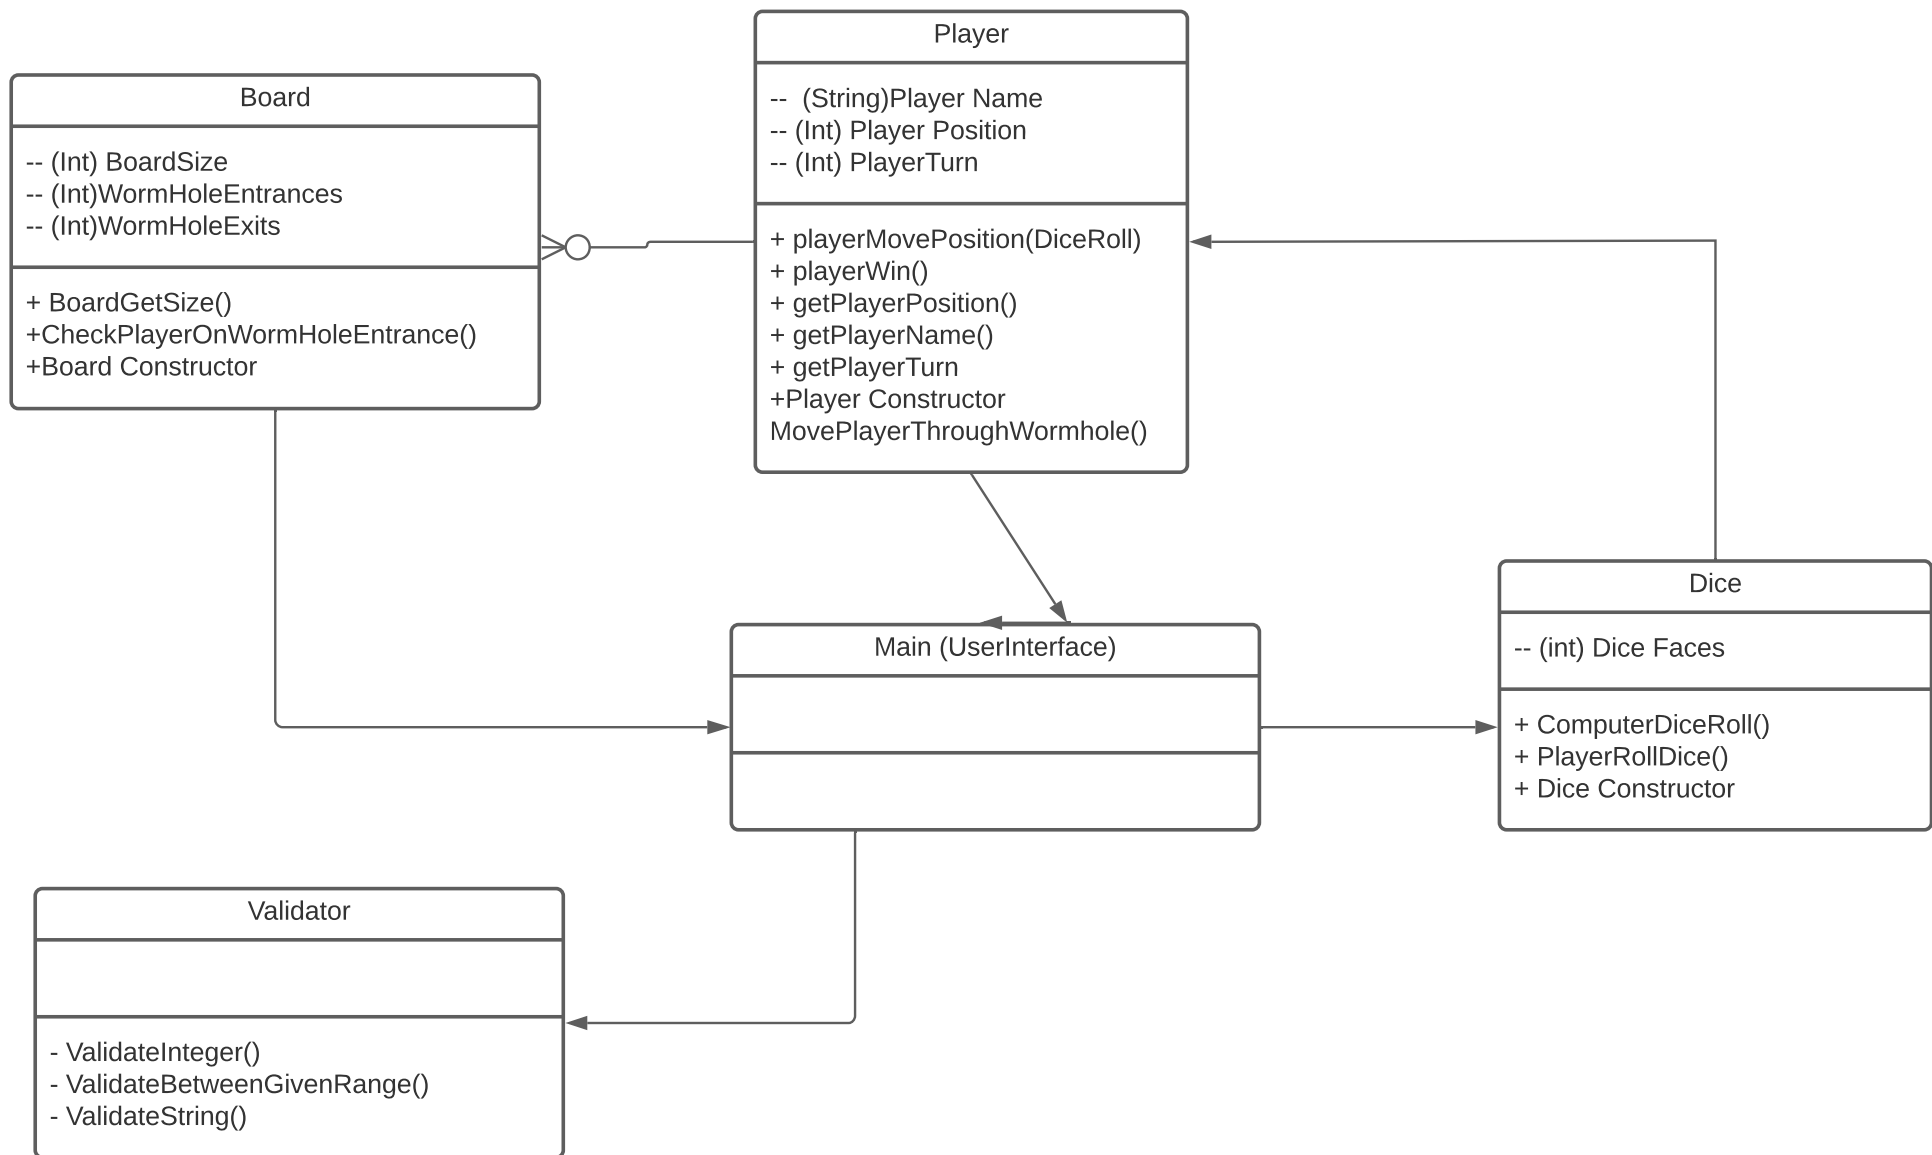 Player
--  (String)Player Name
-- (Int) Player Position
-- (Int) PlayerTurn
+ playerMovePosition(DiceRoll)
+ playerWin()
+ getPlayerPosition()
+ getPlayerName()
+ getPlayerTurn
+Player Constructor
MovePlayerThroughWormhole()
Board
-- (Int) BoardSize
-- (Int)WormHoleEntrances
-- (Int)WormHoleExits
+ BoardGetSize()
+CheckPlayerOnWormHoleEntrance()
+Board Constructor
Dice
-- (int) Dice Faces
+ ComputerDiceRoll()
+ PlayerRollDice()
+ Dice Constructor
Main (UserInterface)
Validator
- ValidateInteger()
- ValidateBetweenGivenRange()
- ValidateString()